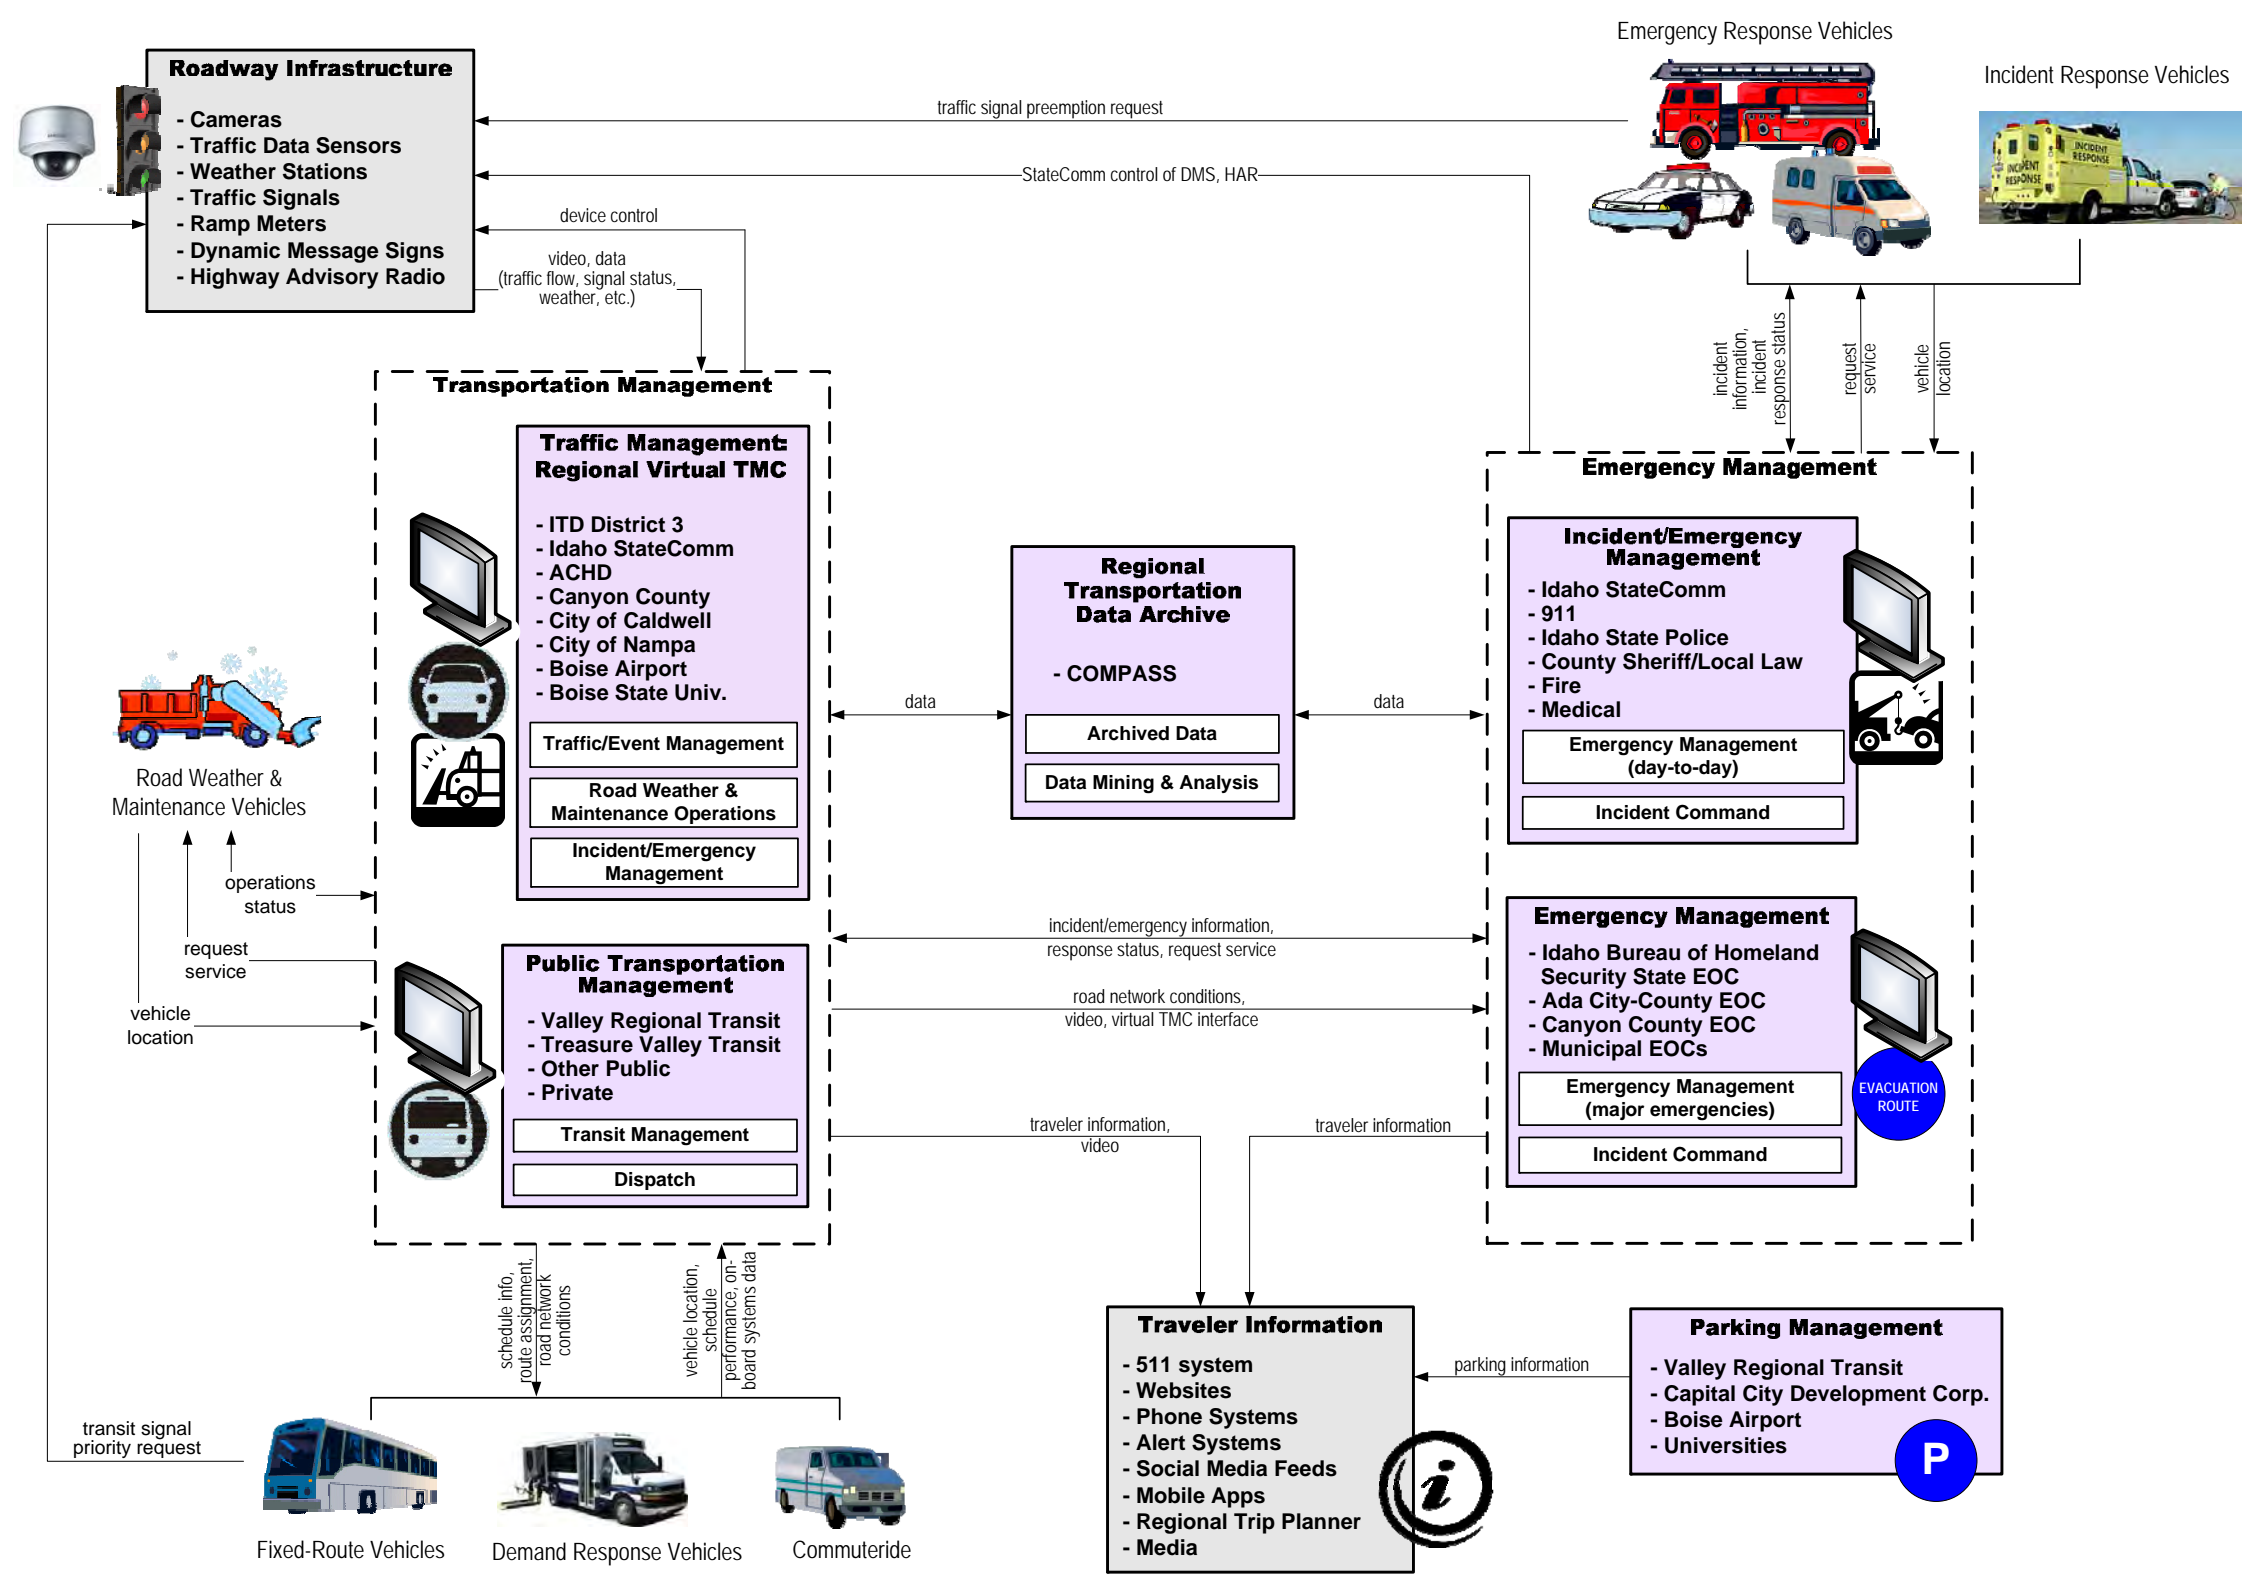 Emergency Response Vehicles
Incident Response Vehicles
INCIDENT
RESPONSE
INCIDENT
RESPONSE
Roadway Infrastructure
- Cameras
- Traffic Data Sensors
- Weather Stations
- Traffic Signals
- Ramp Meters
- Dynamic Message Signs
- Highway Advisory Radio
traffic signal preemption request
StateComm control of DMS, HAR
device control
video, data
(traffic flow, signal status,
weather, etc.)
incident
information,
incident
response status
request
service
vehicle
location
Transportation Management
Traffic Management:
Regional Virtual TMC
- ITD District 3
- Idaho StateComm
- ACHD
- Canyon County
- City of Caldwell
- City of Nampa
- Boise Airport
- Boise State Univ.
Traffic/Event Management
Road Weather &
Maintenance Operations
Incident/Emergency
Management
Public Transportation
Management
- Valley Regional Transit
- Treasure Valley Transit
- Other Public
- Private
Transit Management
Dispatch
Road Weather &
Maintenance Vehicles
operations
status
request
service
vehicle
location
data
Regional
Transportation
Data Archive
- COMPASS
Archived Data
Data Mining & Analysis
data
Emergency Management
Incident/Emergency
Management
- Idaho StateComm
- 911
- Idaho State Police
- County Sheriff/Local Law
- Fire
- Medical
Emergency Management
(day-to-day)
Incident Command
Emergency Management
- Idaho Bureau of Homeland
Security State EOC
- Ada City-County EOC
- Canyon County EOC
- Municipal EOCs
Emergency Management
(major emergencies)
Incident Command
EVACUATION
ROUTE
incident/emergency information,
response status, request service
road network conditions,
video, virtual TMC interface
traveler information,
video
traveler information
schedule info,
route assignment,
road network
conditions
vehicle location,
schedule
performance, on-
board systems data
transit signal
priority request
Fixed-Route Vehicles
Demand Response Vehicles
Commuteride
Traveler Information
- 511 system
- Websites
- Phone Systems
- Alert Systems
- Social Media Feeds
- Mobile Apps
- Regional Trip Planner
- Media
i
parking information
Parking Management
- Valley Regional Transit
- Capital City Development Corp.
- Boise Airport
- Universities
P